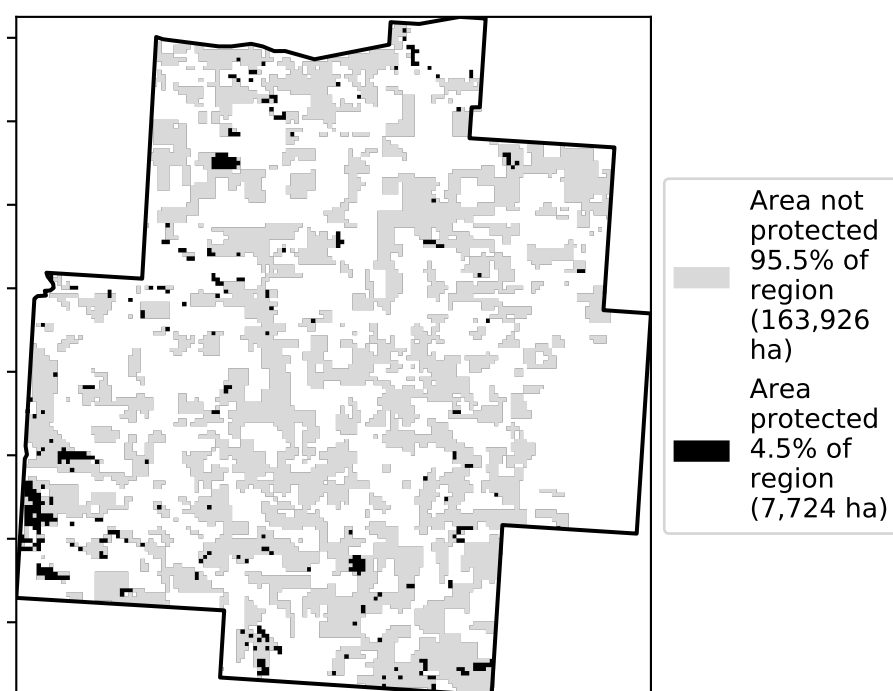 Area not
protected
95.5% of
region
(163,926
ha)
Area
protected
4.5% of
region
(7,724 ha)